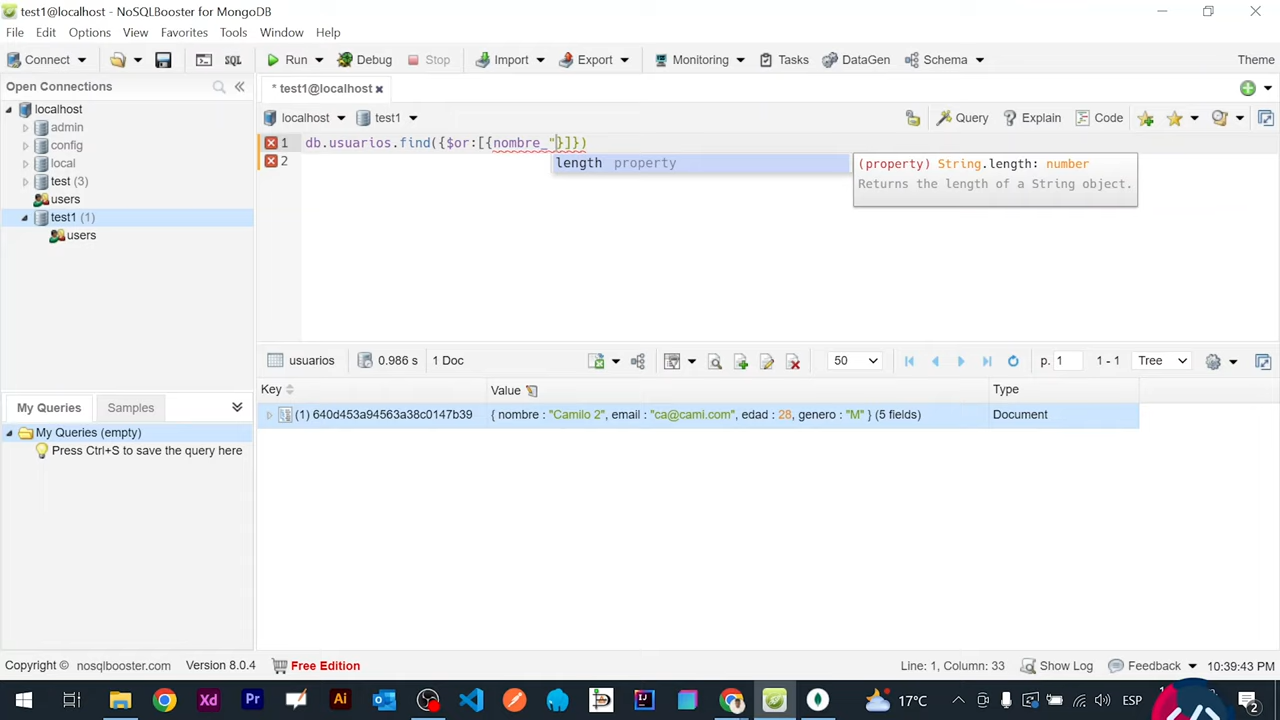 test1@localhost - NoSQLBooster for MongoDB
File Edit Options View Favorites Tools Window Help
Connect SQL Run Debug Stop Import Export Monitoring Tasks DataGen Schema Theme
Open Connections
* test1@localhost
localhost
admin
config
local
test (3)
users
test1 (1)
users
localhost test1 Query Explain Code
1 db.usuarios.find({$or:[{nombre_"}]})
2
length property
(property) String.length: number
Returns the length of a String object.
usuarios 0.986 s 1 Doc 50 p. 1 1 - 1 Tree
Key Value Type
(1) 640d453a94563a38c0147b39 { nombre : "Camilo 2", email : "ca@cami.com", edad : 28, genero : "M" } (5 fields) Document
My Queries Samples
My Queries (empty)
Press Ctrl+S to save the query here
Copyright © nosqlbooster.com Version 8.0.4 Free Edition Line: 1, Column: 33 Show Log Feedback 10:39:43 PM
Xd Pr Ai 17°C ESP
2